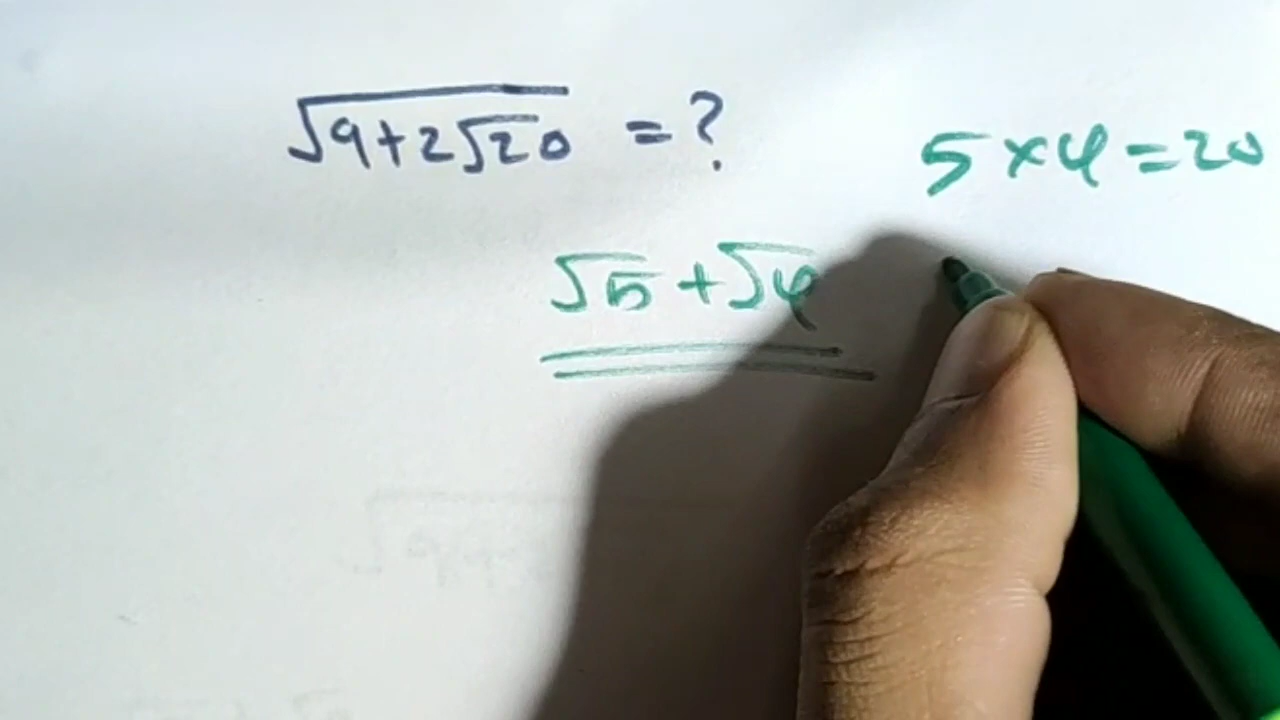 √(9+2√20) = ?
5×4=20
√5+√4